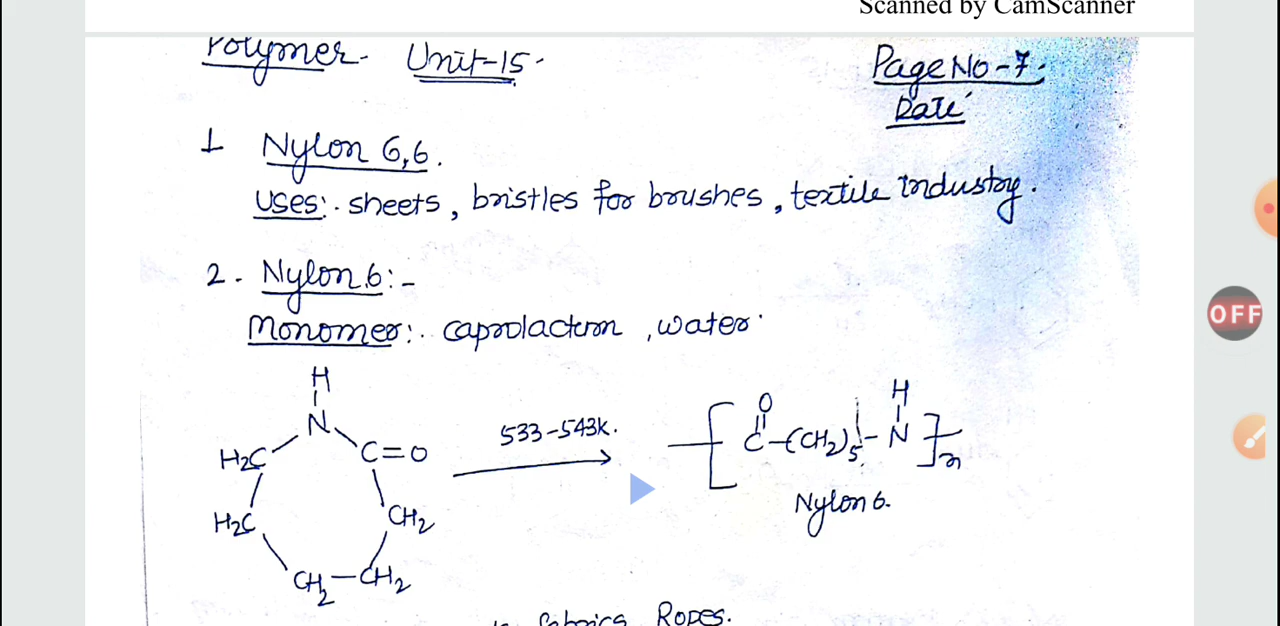 Scanned by CamScanner
Polymer- Unit-15.
Page No-7.
Date
1 Nylon 6,6.
Uses:. sheets, bristles for brushes, textile industry.
2. Nylon 6:-
Monomer:. caprolactum, water.
H
N
H2C C=O
H2C CH2
CH2-CH2
533-543K.
O H
[C-(CH2)5-N]n
Nylon 6.
fabrics, Ropes.
OFF